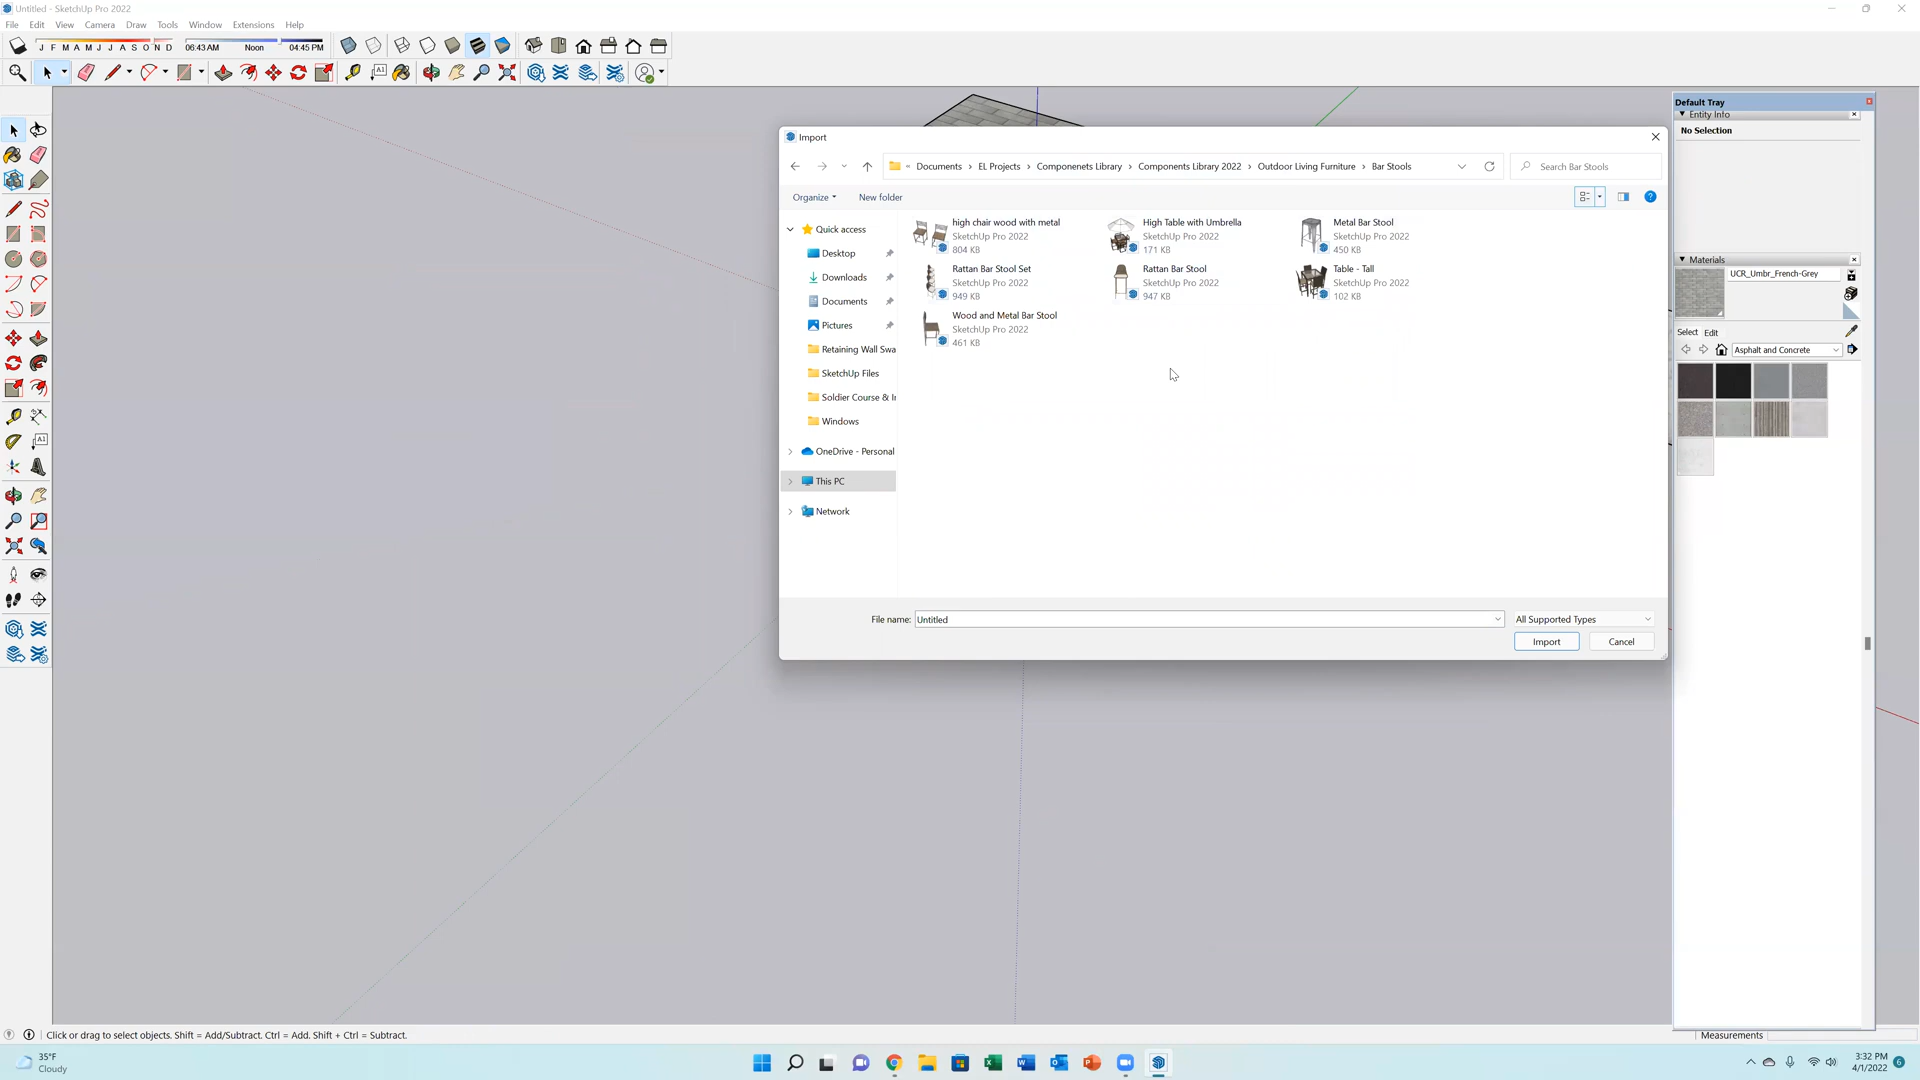 Untitled - SketchUp Pro 2022
File Edit View Camera Draw Tools Window Extensions Help
J F M A M J J A S O N D 06:43 AM Noon 04:45 PM
A1
Default Tray
Entity Info
No Selection
Import
« Documents › EL Projects › Componenets Library › Components Library 2022 › Outdoor Living Furniture › Bar Stools
Search Bar Stools
Organize
New folder
Quick access
Desktop
Downloads
Documents
Pictures
Retaining Wall Swa
SketchUp Files
Soldier Course & I
Windows
OneDrive - Personal
This PC
Network
high chair wood with metal
SketchUp Pro 2022
804 KB
High Table with Umbrella
SketchUp Pro 2022
171 KB
Metal Bar Stool
SketchUp Pro 2022
450 KB
Rattan Bar Stool Set
SketchUp Pro 2022
949 KB
Rattan Bar Stool
SketchUp Pro 2022
947 KB
Table - Tall
SketchUp Pro 2022
102 KB
Wood and Metal Bar Stool
SketchUp Pro 2022
461 KB
File name: Untitled
All Supported Types
Import
Cancel
Materials
UCR_Umbr_French-Grey
Select Edit
Asphalt and Concrete
A1
Click or drag to select objects. Shift = Add/Subtract. Ctrl = Add. Shift + Ctrl = Subtract.
Measurements
35°F
Cloudy
3:32 PM
4/1/2022
6